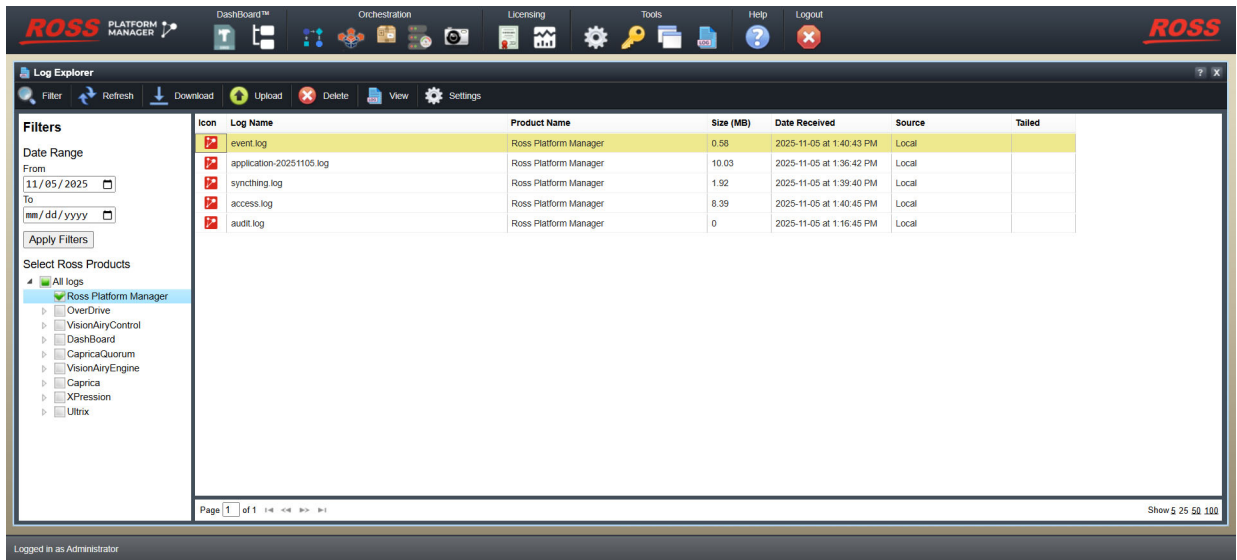 ROSS PLATFORM MANAGER
DashBoard™ Orchestration Licensing Tools Help Logout
ROSS
Log Explorer ? X
Filter Refresh Download Upload Delete View Settings
Filters
Date Range
From
11/05/2025
To
mm/dd/yyyy
Apply Filters
Select Ross Products
All logs
Ross Platform Manager
OverDrive
VisionAiryControl
DashBoard
CapricaQuorum
VisionAiryEngine
Caprica
XPression
Ultrix
Icon Log Name Product Name Size (MB) Date Received Source Tailed
event.log Ross Platform Manager 0.58 2025-11-05 at 1:40:43 PM Local
application-20251105.log Ross Platform Manager 10.03 2025-11-05 at 1:36:42 PM Local
syncthing.log Ross Platform Manager 1.92 2025-11-05 at 1:39:40 PM Local
access.log Ross Platform Manager 8.39 2025-11-05 at 1:40:45 PM Local
audit.log Ross Platform Manager 0 2025-11-05 at 1:16:45 PM Local
Page 1 of 1 Show 5 25 50 100
Logged in as Administrator